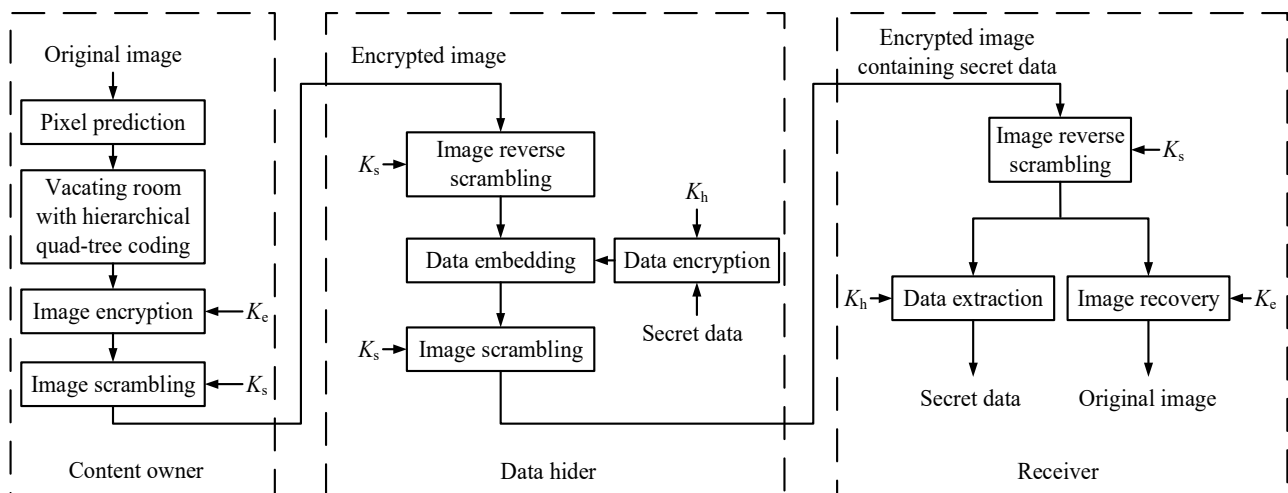 Original image
Pixel prediction
Vacating room
with hierarchical
quad-tree coding
Image encryption
Ke
Image scrambling
Ks
Content owner
Encrypted image
Ks
Image reverse
scrambling
Kh
Data embedding
Data encryption
Ks
Image scrambling
Secret data
Data hider
Encrypted image
containing secret data
Image reverse
scrambling
Ks
Kh
Data extraction
Image recovery
Ke
Secret data
Original image
Receiver